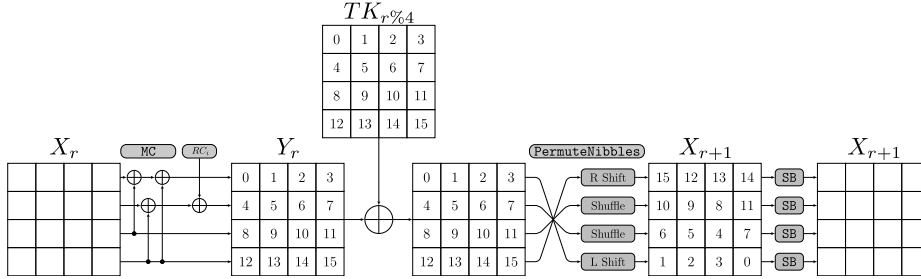 TK_{r%4}
0 1 2 3
4 5 6 7
8 9 10 11
12 13 14 15
X_r MC RC_i Y_r PermuteNibbles X_{r+1} X_{r+1}
0 1 2 3 0 1 2 3 R Shift 15 12 13 14 SB
4 5 6 7 4 5 6 7 Shuffle 10 9 8 11 SB
8 9 10 11 8 9 10 11 Shuffle 6 5 4 7 SB
12 13 14 15 12 13 14 15 L Shift 1 2 3 0 SB